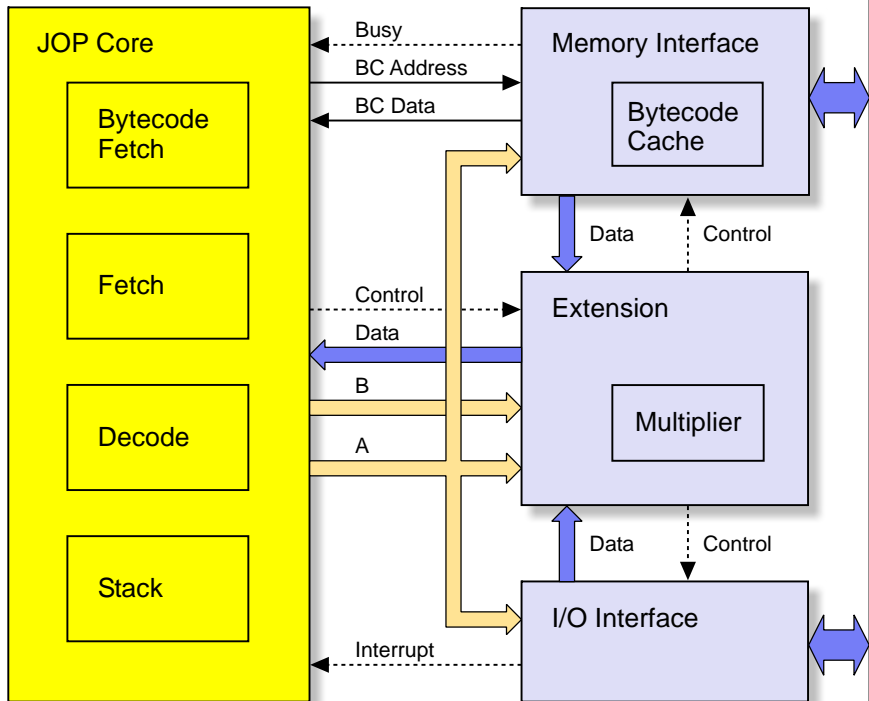 JOP Core
Bytecode
Fetch
Fetch
Decode
Stack
Busy
BC Address
BC Data
Control
Data
B
A
Interrupt
Memory Interface
Bytecode
Cache
Data
Control
Extension
Multiplier
Data
Control
I/O Interface